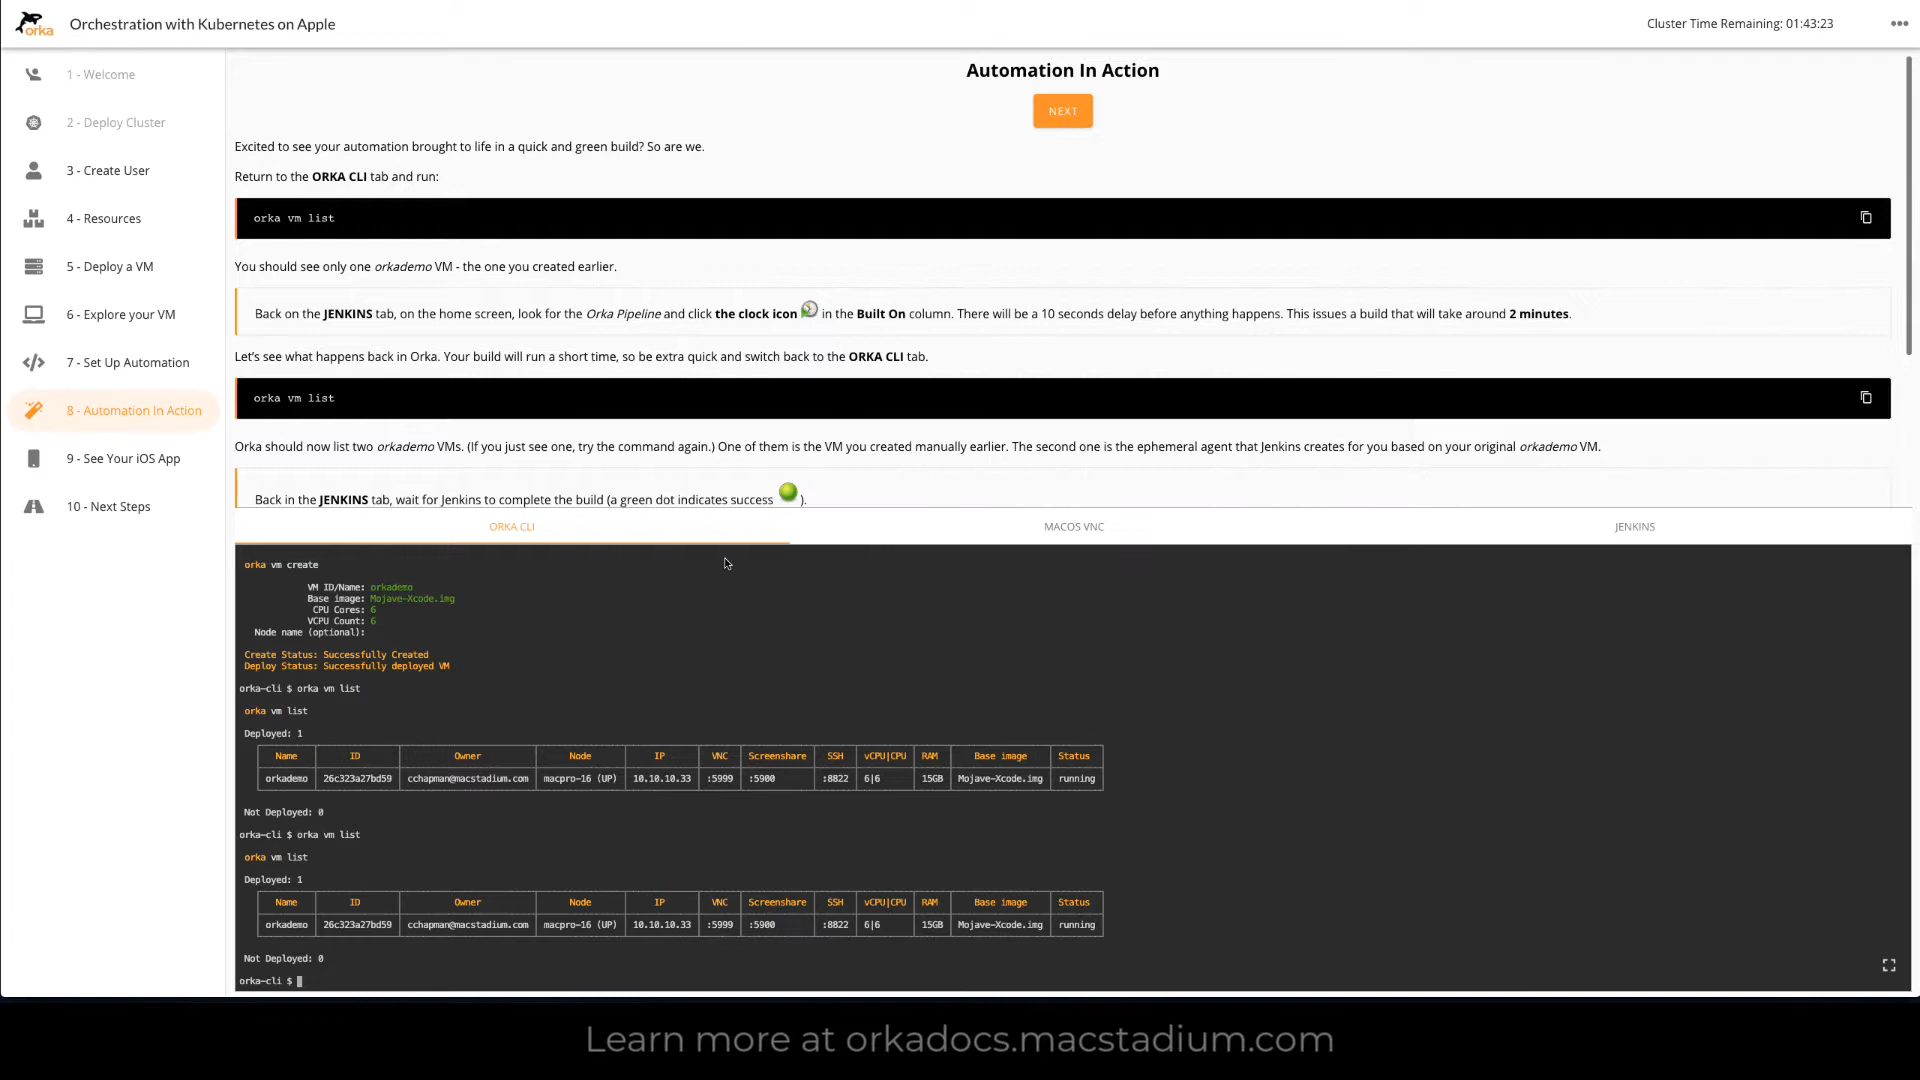 orka
Orchestration with Kubernetes on Apple
Cluster Time Remaining: 01:43:23
1 - Welcome
2 - Deploy Cluster
3 - Create User
4 - Resources
5 - Deploy a VM
6 - Explore your VM
7 - Set Up Automation
8 - Automation In Action
9 - See Your iOS App
10 - Next Steps
Automation In Action
NEXT
Excited to see your automation brought to life in a quick and green build? So are we.
Return to the ORKA CLI tab and run:
orka vm list
You should see only one orkademo VM - the one you created earlier.
Back on the JENKINS tab, on the home screen, look for the Orka Pipeline and click the clock icon in the Built On column. There will be a 10 seconds delay before anything happens. This issues a build that will take around 2 minutes.
Let's see what happens back in Orka. Your build will run a short time, so be extra quick and switch back to the ORKA CLI tab.
orka vm list
Orka should now list two orkademo VMs. (If you just see one, try the command again.) One of them is the VM you created manually earlier. The second one is the ephemeral agent that Jenkins creates for you based on your original orkademo VM.
Back in the JENKINS tab, wait for Jenkins to complete the build (a green dot indicates success ).
ORKA CLI MACOS VNC JENKINS
orka vm create
VM ID/Name: orkademo
Base image: Mojave-Xcode.img
CPU Cores: 6
VCPU Count: 6
Node name (optional):
Create Status: Successfully Created
Deploy Status: Successfully deployed VM
orka-cli $ orka vm list
orka vm list
Deployed: 1
Name ID Owner Node IP VNC Screenshare SSH vCPU|CPU RAM Base image Status
orkademo 26c323a27bd59 cchapman@macstadium.com macpro-16 (UP) 10.10.10.33 :5999 :5900 :8822 6|6 15GB Mojave-Xcode.img running
Not Deployed: 0
orka-cli $ orka vm list
orka vm list
Deployed: 1
Name ID Owner Node IP VNC Screenshare SSH vCPU|CPU RAM Base image Status
orkademo 26c323a27bd59 cchapman@macstadium.com macpro-16 (UP) 10.10.10.33 :5999 :5900 :8822 6|6 15GB Mojave-Xcode.img running
Not Deployed: 0
orka-cli $
Learn more at orkadocs.macstadium.com